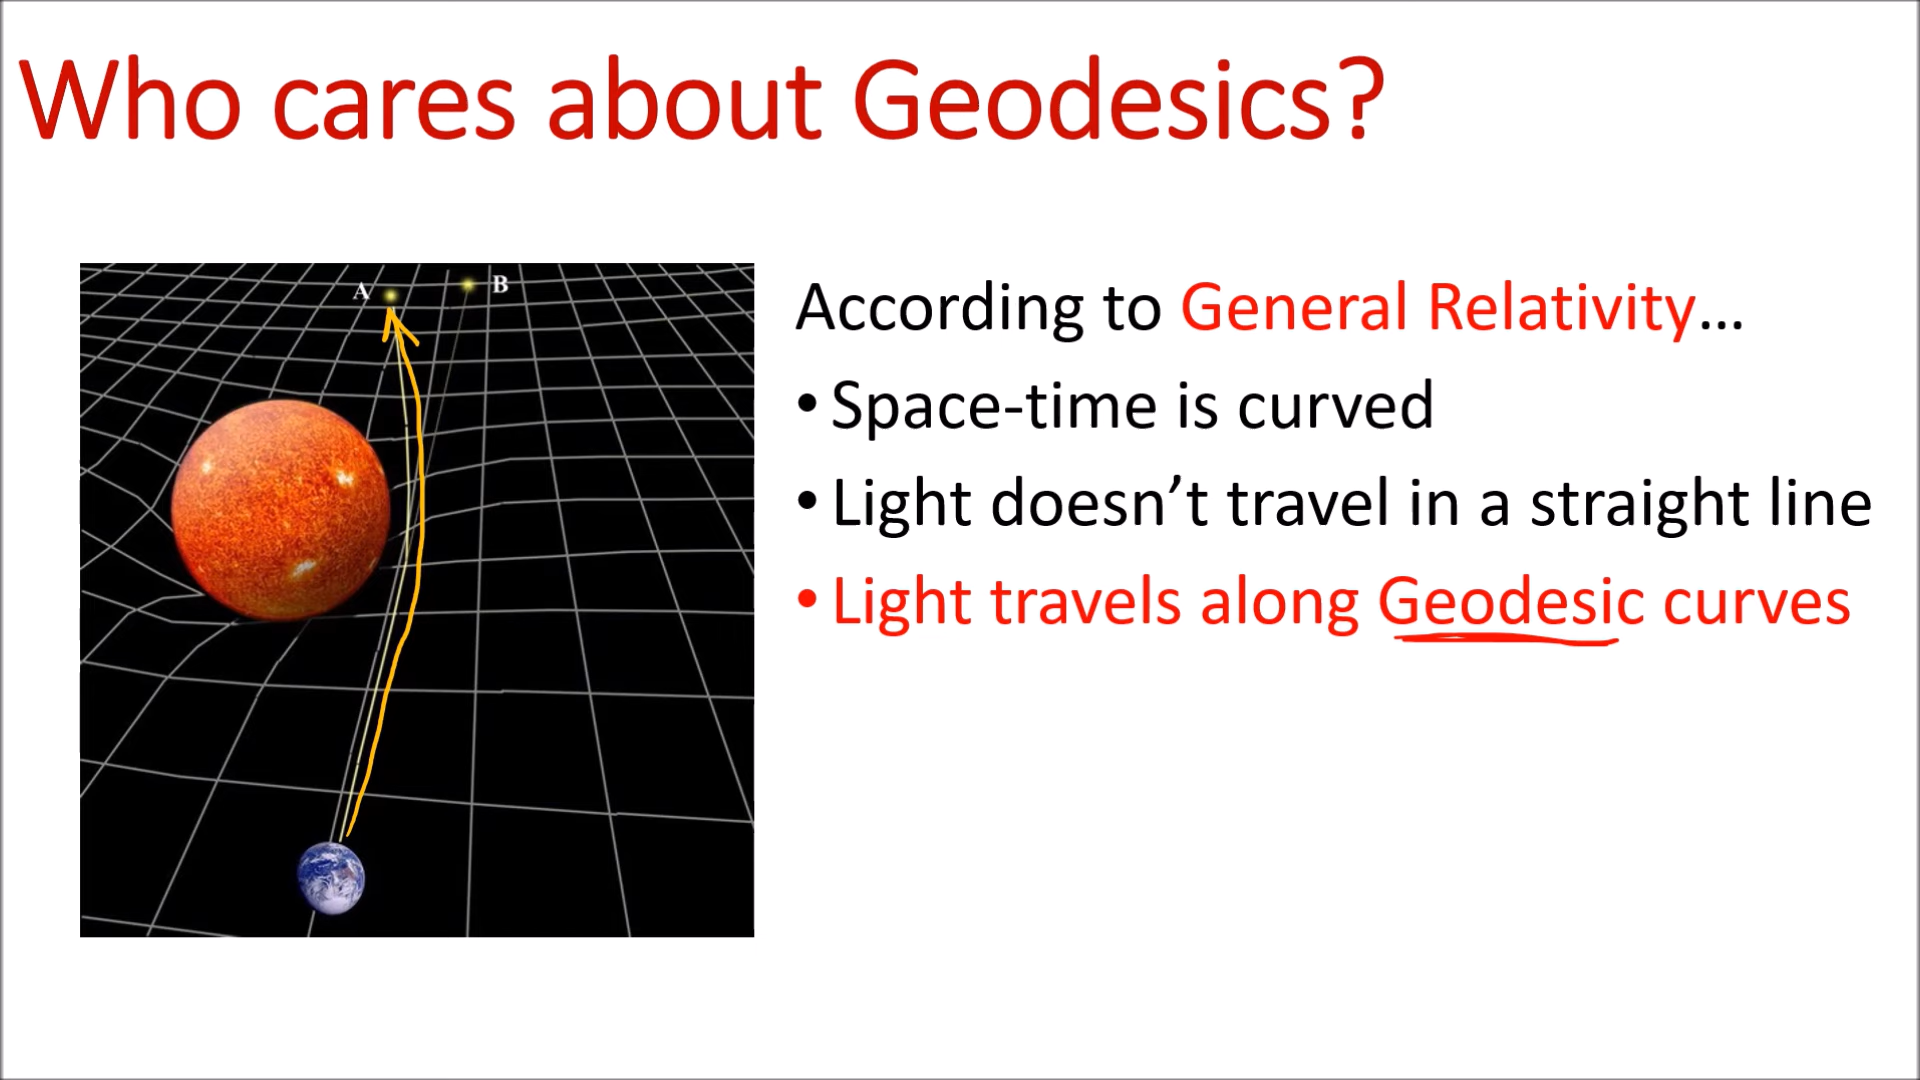 Who cares about Geodesics?
A
B
According to General Relativity...
• Space-time is curved
• Light doesn’t travel in a straight line
• Light travels along Geodesic curves